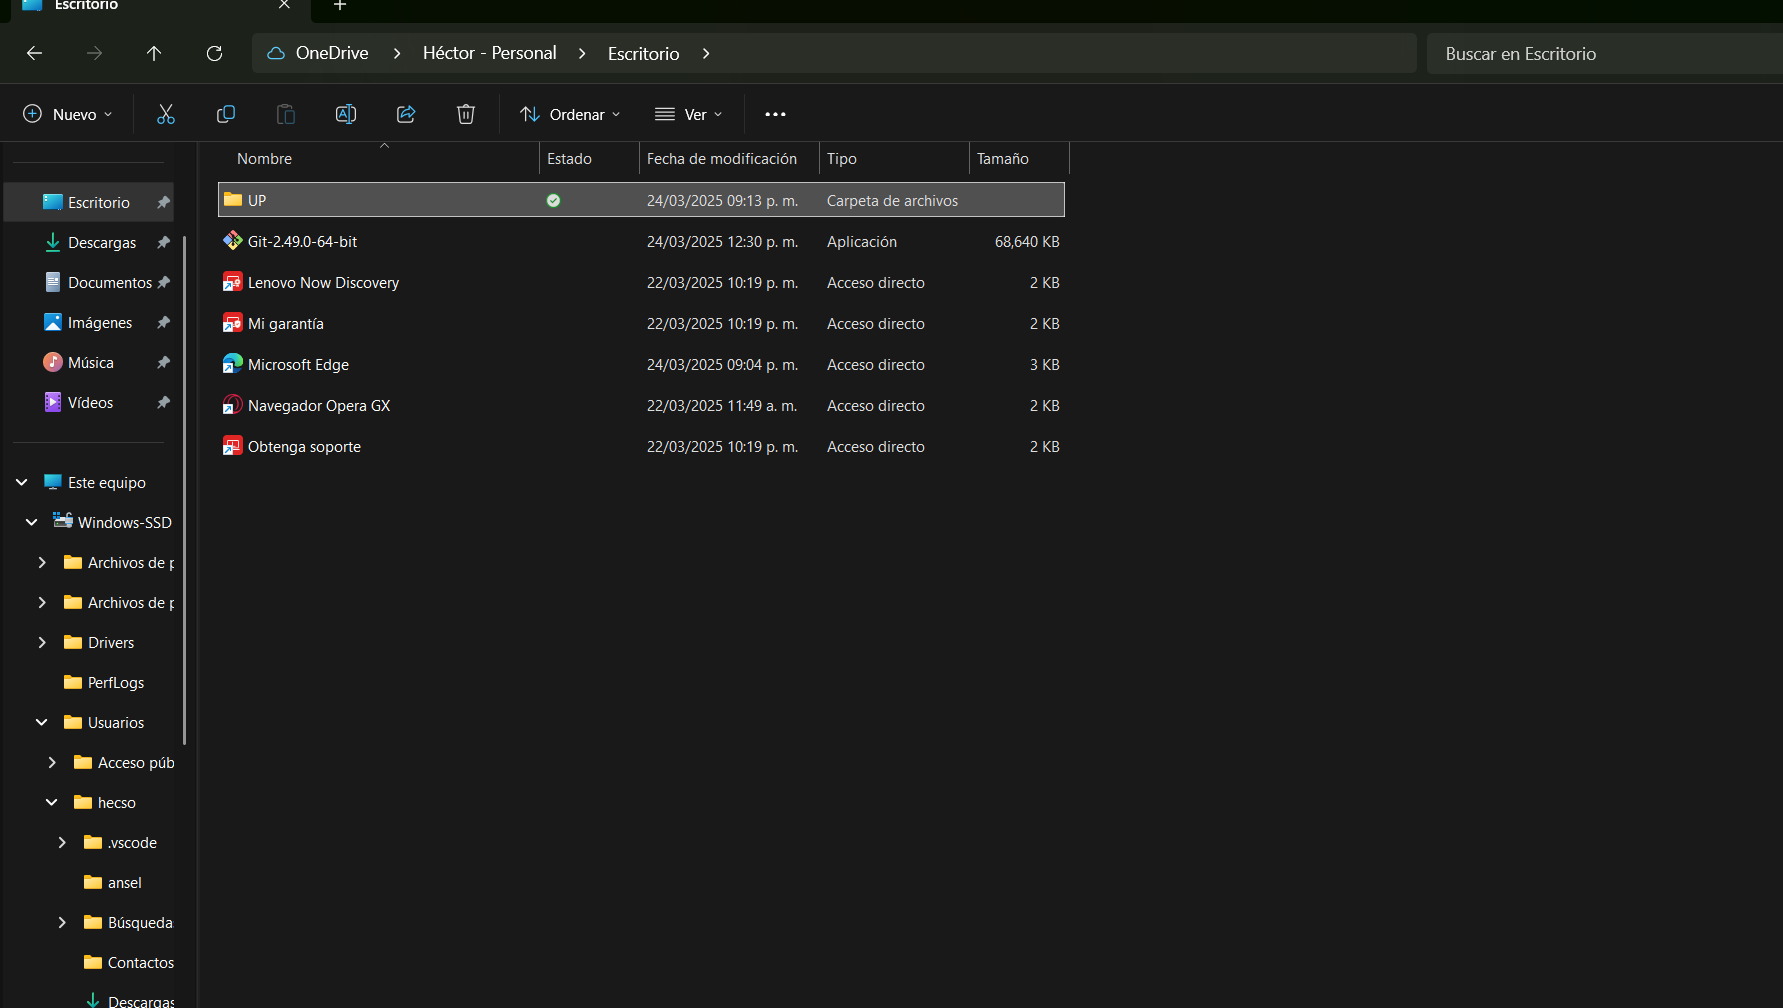 Escritorio
OneDrive Héctor - Personal Escritorio
Buscar en Escritorio
Nuevo Ordenar Ver
Nombre Estado Fecha de modificación Tipo Tamaño
UP 24/03/2025 09:13 p. m. Carpeta de archivos
Git-2.49.0-64-bit 24/03/2025 12:30 p. m. Aplicación 68,640 KB
Lenovo Now Discovery 22/03/2025 10:19 p. m. Acceso directo 2 KB
Mi garantía 22/03/2025 10:19 p. m. Acceso directo 2 KB
Microsoft Edge 24/03/2025 09:04 p. m. Acceso directo 3 KB
Navegador Opera GX 22/03/2025 11:49 a. m. Acceso directo 2 KB
Obtenga soporte 22/03/2025 10:19 p. m. Acceso directo 2 KB
Escritorio
Descargas
Documentos
Imágenes
Música
Vídeos
Este equipo
Windows-SSD
Archivos de p
Archivos de p
Drivers
PerfLogs
Usuarios
Acceso púb
hecso
.vscode
ansel
Búsquedas
Contactos
Descargas